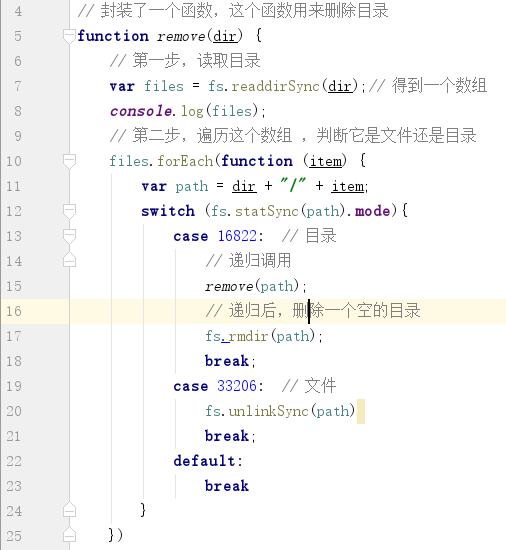 4 // 封装了一个函数，这个函数用来删除目录
5 function remove(dir) {
6 // 第一步，读取目录
7 var files = fs.readdirSync(dir);// 得到一个数组
8 console.log(files);
9 // 第二步，遍历这个数组 ，判断它是文件还是目录
10 files.forEach(function (item) {
11 var path = dir + "/" + item;
12 switch (fs.statSync(path).mode){
13 case 16822: // 目录
14 // 递归调用
15 remove(path);
16 // 递归后，删除一个空的目录
17 fs.rmdir(path);
18 break;
19 case 33206: // 文件
20 fs.unlinkSync(path)
21 break;
22 default:
23 break
24 }
25 })